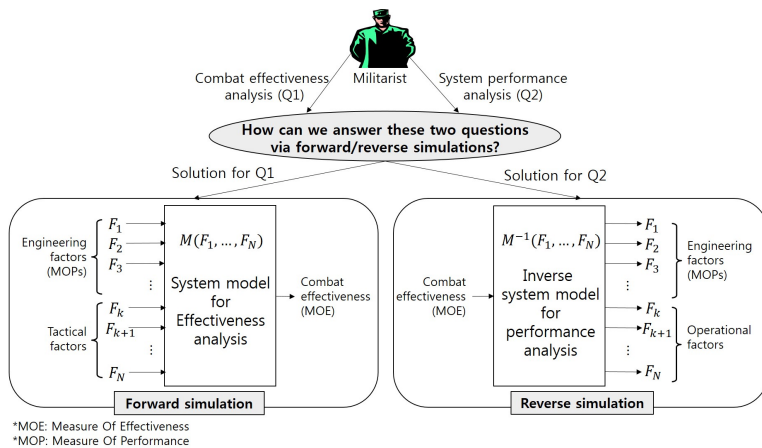 Militarist
Combat effectiveness
analysis (Q1)
System performance
analysis (Q2)
How can we answer these two questions
via forward/reverse simulations?
Solution for Q1
Solution for Q2
Engineering
factors
(MOPs)
Tactical
factors
F₁
F₂
F₃
⋮
Fₖ
Fₖ₊₁
⋮
F_N
M(F₁, …, F_N)
System model
for
Effectiveness
analysis
Combat
effectiveness
(MOE)
Forward simulation
Combat
effectiveness
(MOE)
M⁻¹(F₁, …, F_N)
Inverse
system model
for
performance
analysis
F₁
F₂
F₃
⋮
Fₖ
Fₖ₊₁
⋮
F_N
Engineering
factors
(MOPs)
Operational
factors
Reverse simulation
*MOE: Measure Of Effectiveness
*MOP: Measure Of Performance